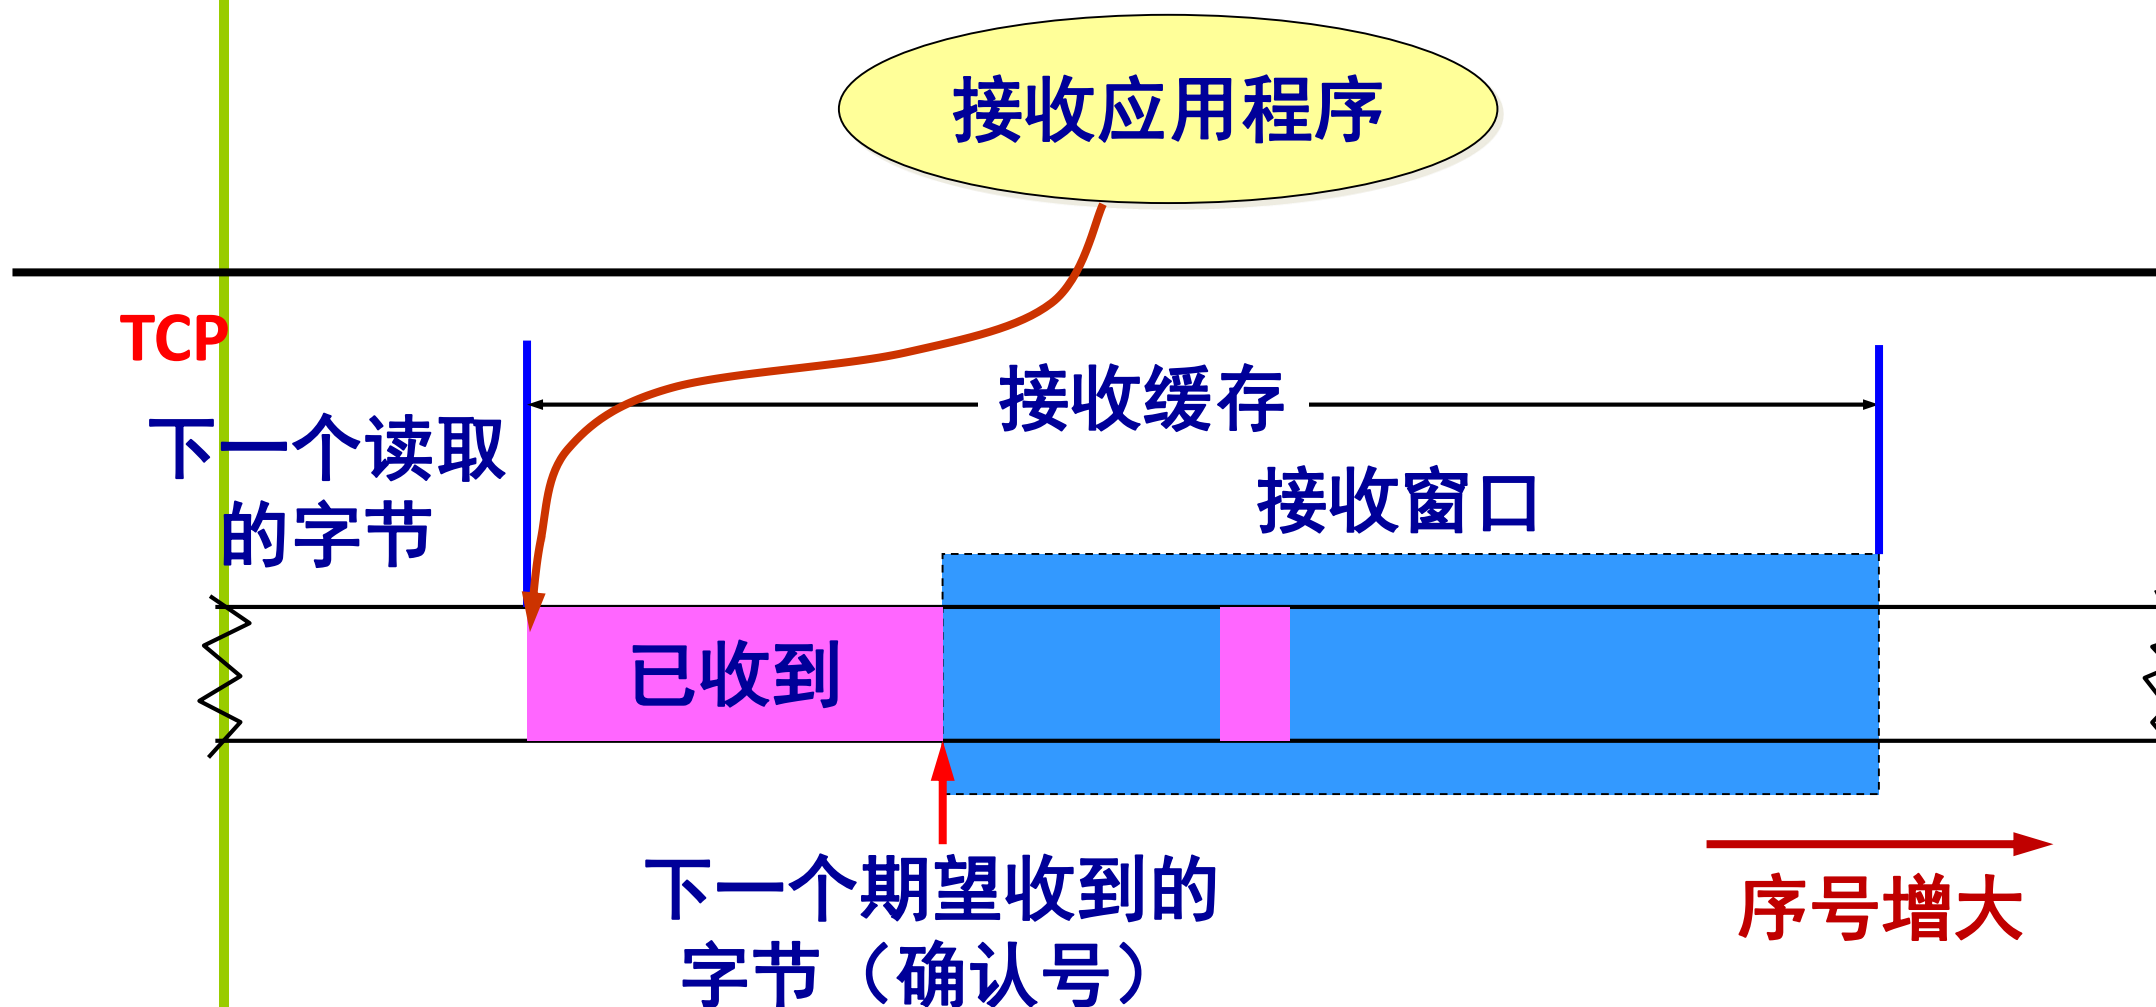 接收应用程序
TCP
接收缓存
下一个读取
的字节
接收窗口
已收到
下一个期望收到的
字节（确认号）
序号增大